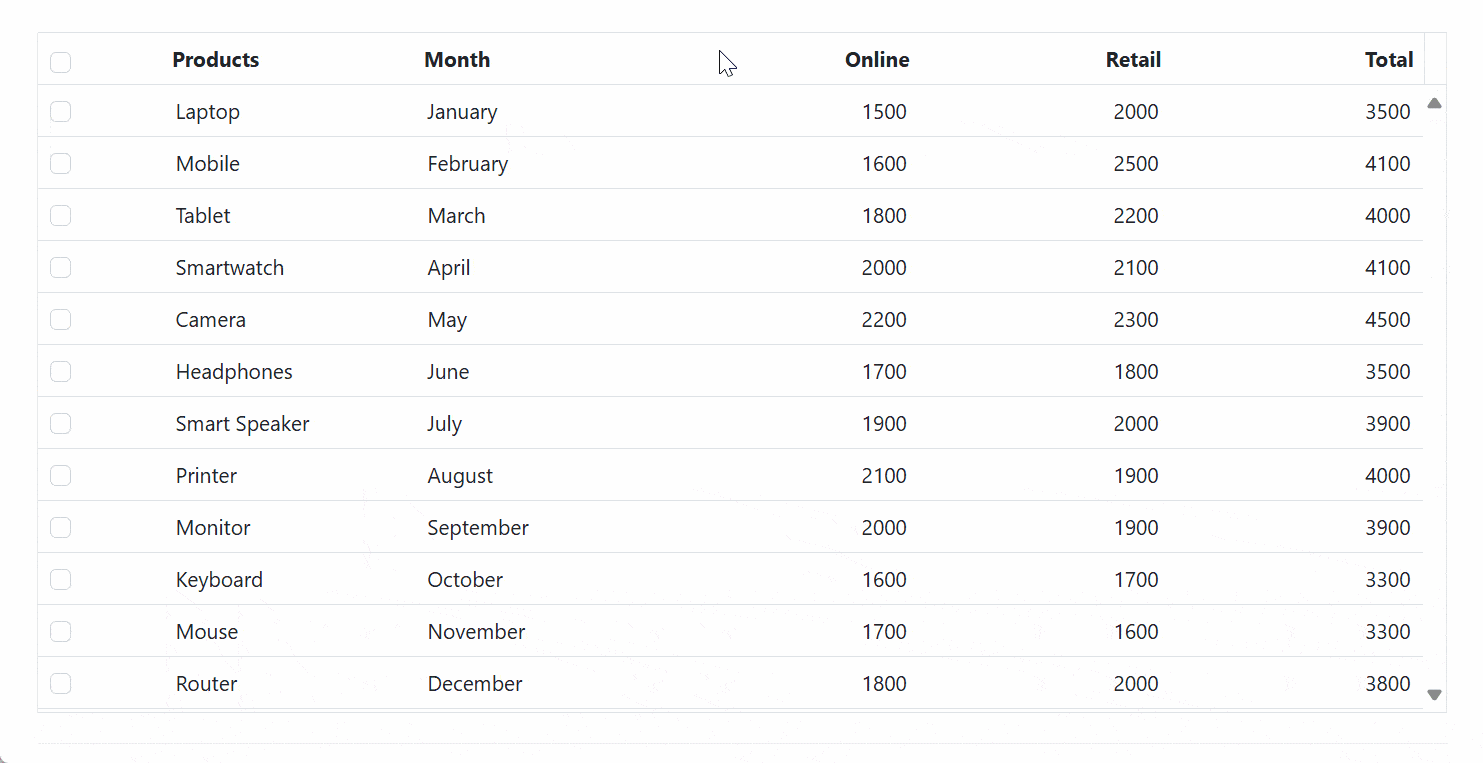 Products Month Online Retail Total
Laptop January 1500 2000 3500
Mobile February 1600 2500 4100
Tablet March 1800 2200 4000
Smartwatch April 2000 2100 4100
Camera May 2200 2300 4500
Headphones June 1700 1800 3500
Smart Speaker July 1900 2000 3900
Printer August 2100 1900 4000
Monitor September 2000 1900 3900
Keyboard October 1600 1700 3300
Mouse November 1700 1600 3300
Router December 1800 2000 3800